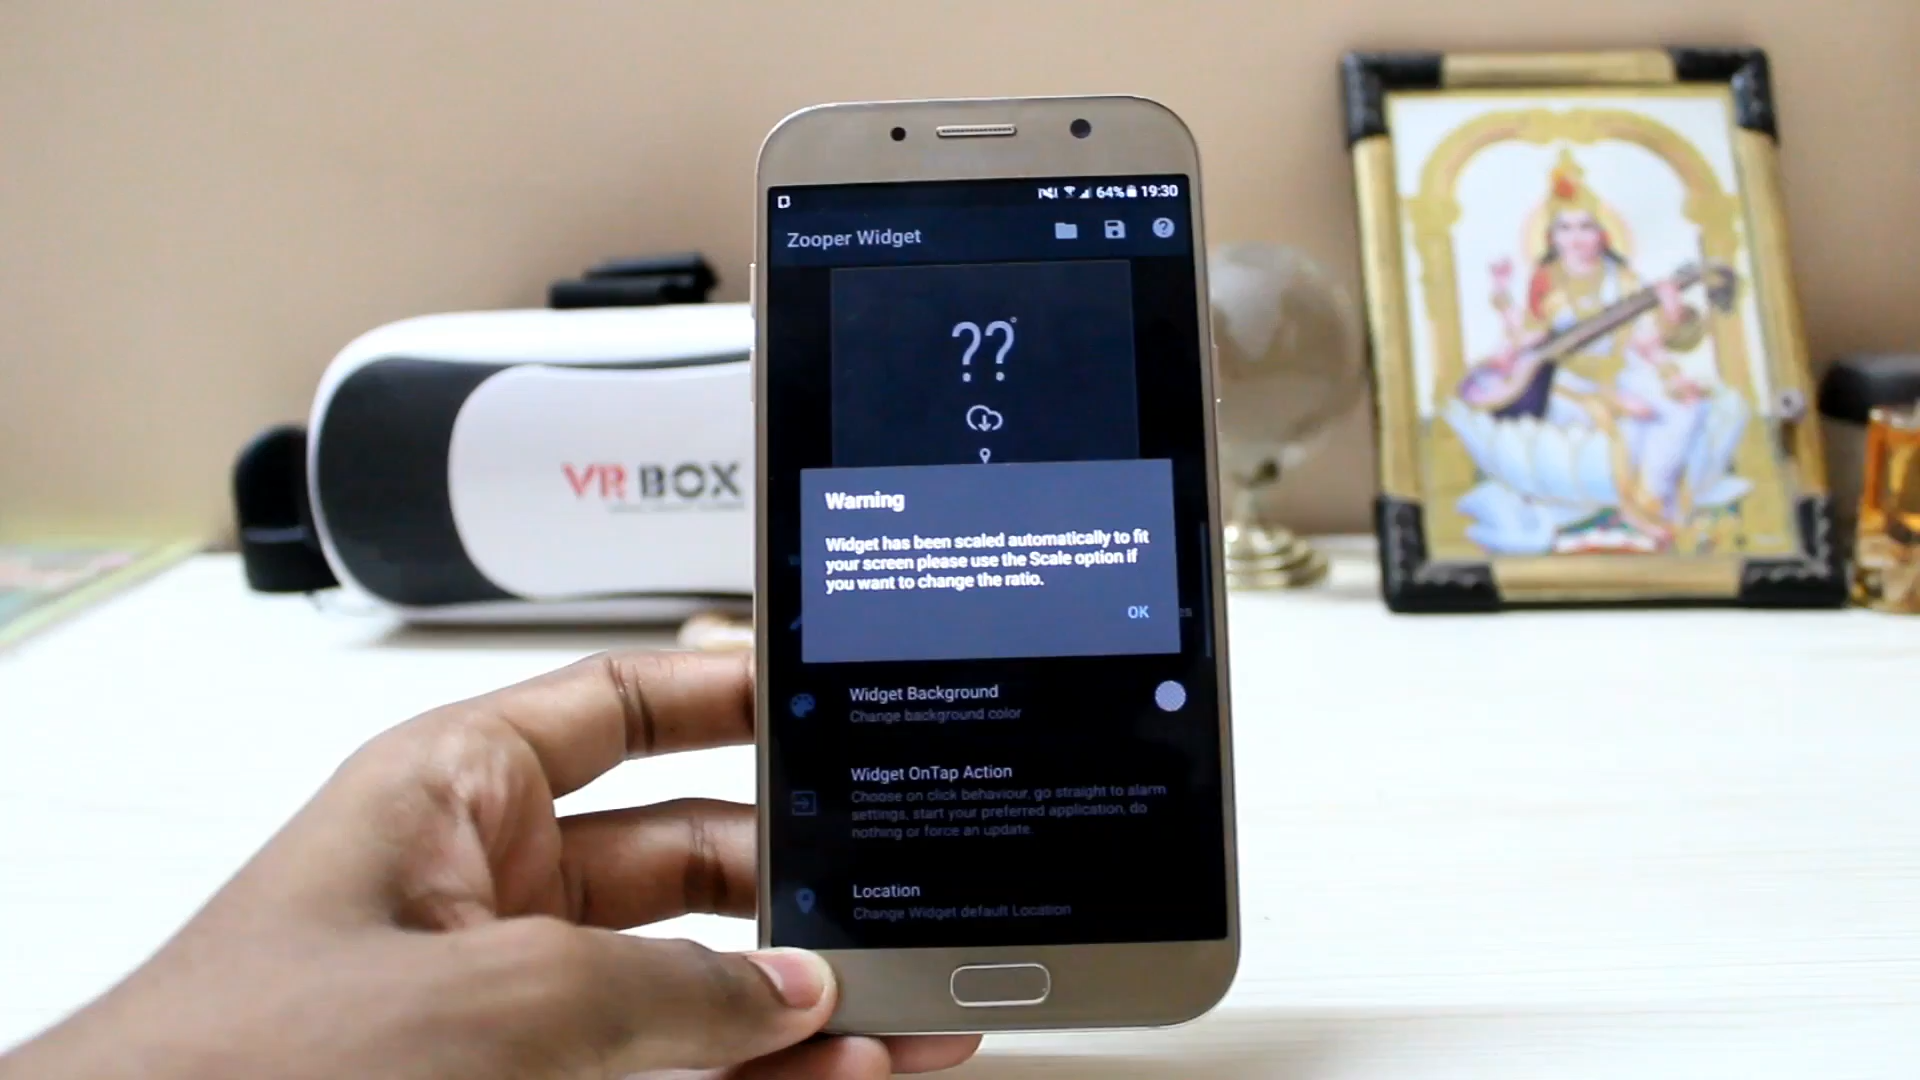 64% 19:30
Zooper Widget
??°
VR BOX
Warning
Widget has been scaled automatically to fit
your screen please use the Scale option if
you want to change the ratio.
OK
Widget Background
Change background color
Widget OnTap Action
Choose on click behaviour, go straight to alarm
settings, start your preferred application, do
nothing or force an update.
Location
Change Widget default Location